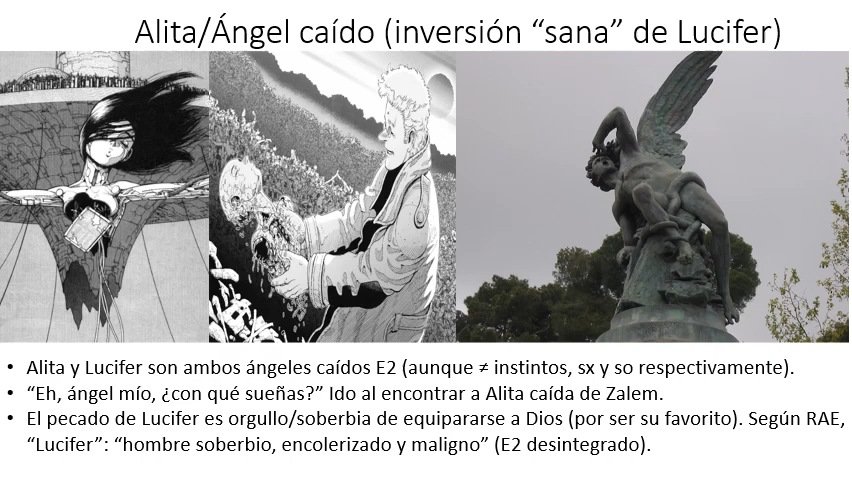 Alita/Ángel caído (inversión “sana” de Lucifer)
• Alita y Lucifer son ambos ángeles caídos E2 (aunque ≠ instintos, sx y so respectivamente).
• “Eh, ángel mío, ¿con qué sueñas?” Ido al encontrar a Alita caída de Zalem.
• El pecado de Lucifer es orgullo/soberbia de equipararse a Dios (por ser su favorito). Según RAE,
“Lucifer”: “hombre soberbio, encolerizado y maligno” (E2 desintegrado).